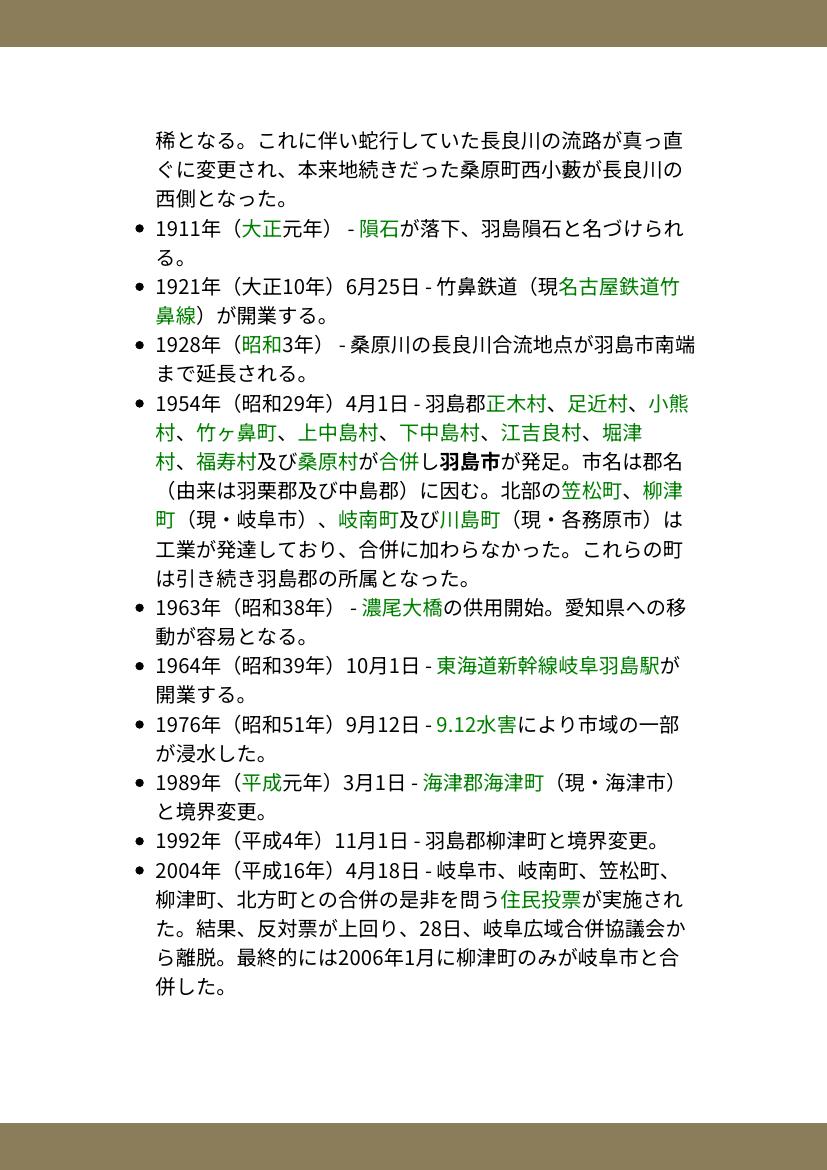 稀となる。これに伴い蛇行していた長良川の流路が真っ直
ぐに変更され、本来地続きだった桑原町西小藪が長良川の
西側となった。
• 1911年（大正元年） - 隕石が落下、羽島隕石と名づけられ
る。
• 1921年（大正10年）6月25日 - 竹鼻鉄道（現名古屋鉄道竹
鼻線）が開業する。
• 1928年（昭和3年） - 桑原川の長良川合流地点が羽島市南端
まで延長される。
• 1954年（昭和29年）4月1日 - 羽島郡正木村、足近村、小熊
村、竹ヶ鼻町、上中島村、下中島村、江吉良村、堀津
村、福寿村及び桑原村が合併し羽島市が発足。市名は郡名
（由来は羽栗郡及び中島郡）に因む。北部の笠松町、柳津
町（現・岐阜市）、岐南町及び川島町（現・各務原市）は
工業が発達しており、合併に加わらなかった。これらの町
は引き続き羽島郡の所属となった。
• 1963年（昭和38年） - 濃尾大橋の供用開始。愛知県への移
動が容易となる。
• 1964年（昭和39年）10月1日 - 東海道新幹線岐阜羽島駅が
開業する。
• 1976年（昭和51年）9月12日 - 9.12水害により市域の一部
が浸水した。
• 1989年（平成元年）3月1日 - 海津郡海津町（現・海津市）
と境界変更。
• 1992年（平成4年）11月1日 - 羽島郡柳津町と境界変更。
• 2004年（平成16年）4月18日 - 岐阜市、岐南町、笠松町、
柳津町、北方町との合併の是非を問う住民投票が実施され
た。結果、反対票が上回り、28日、岐阜広域合併協議会か
ら離脱。最終的には2006年1月に柳津町のみが岐阜市と合
併した。